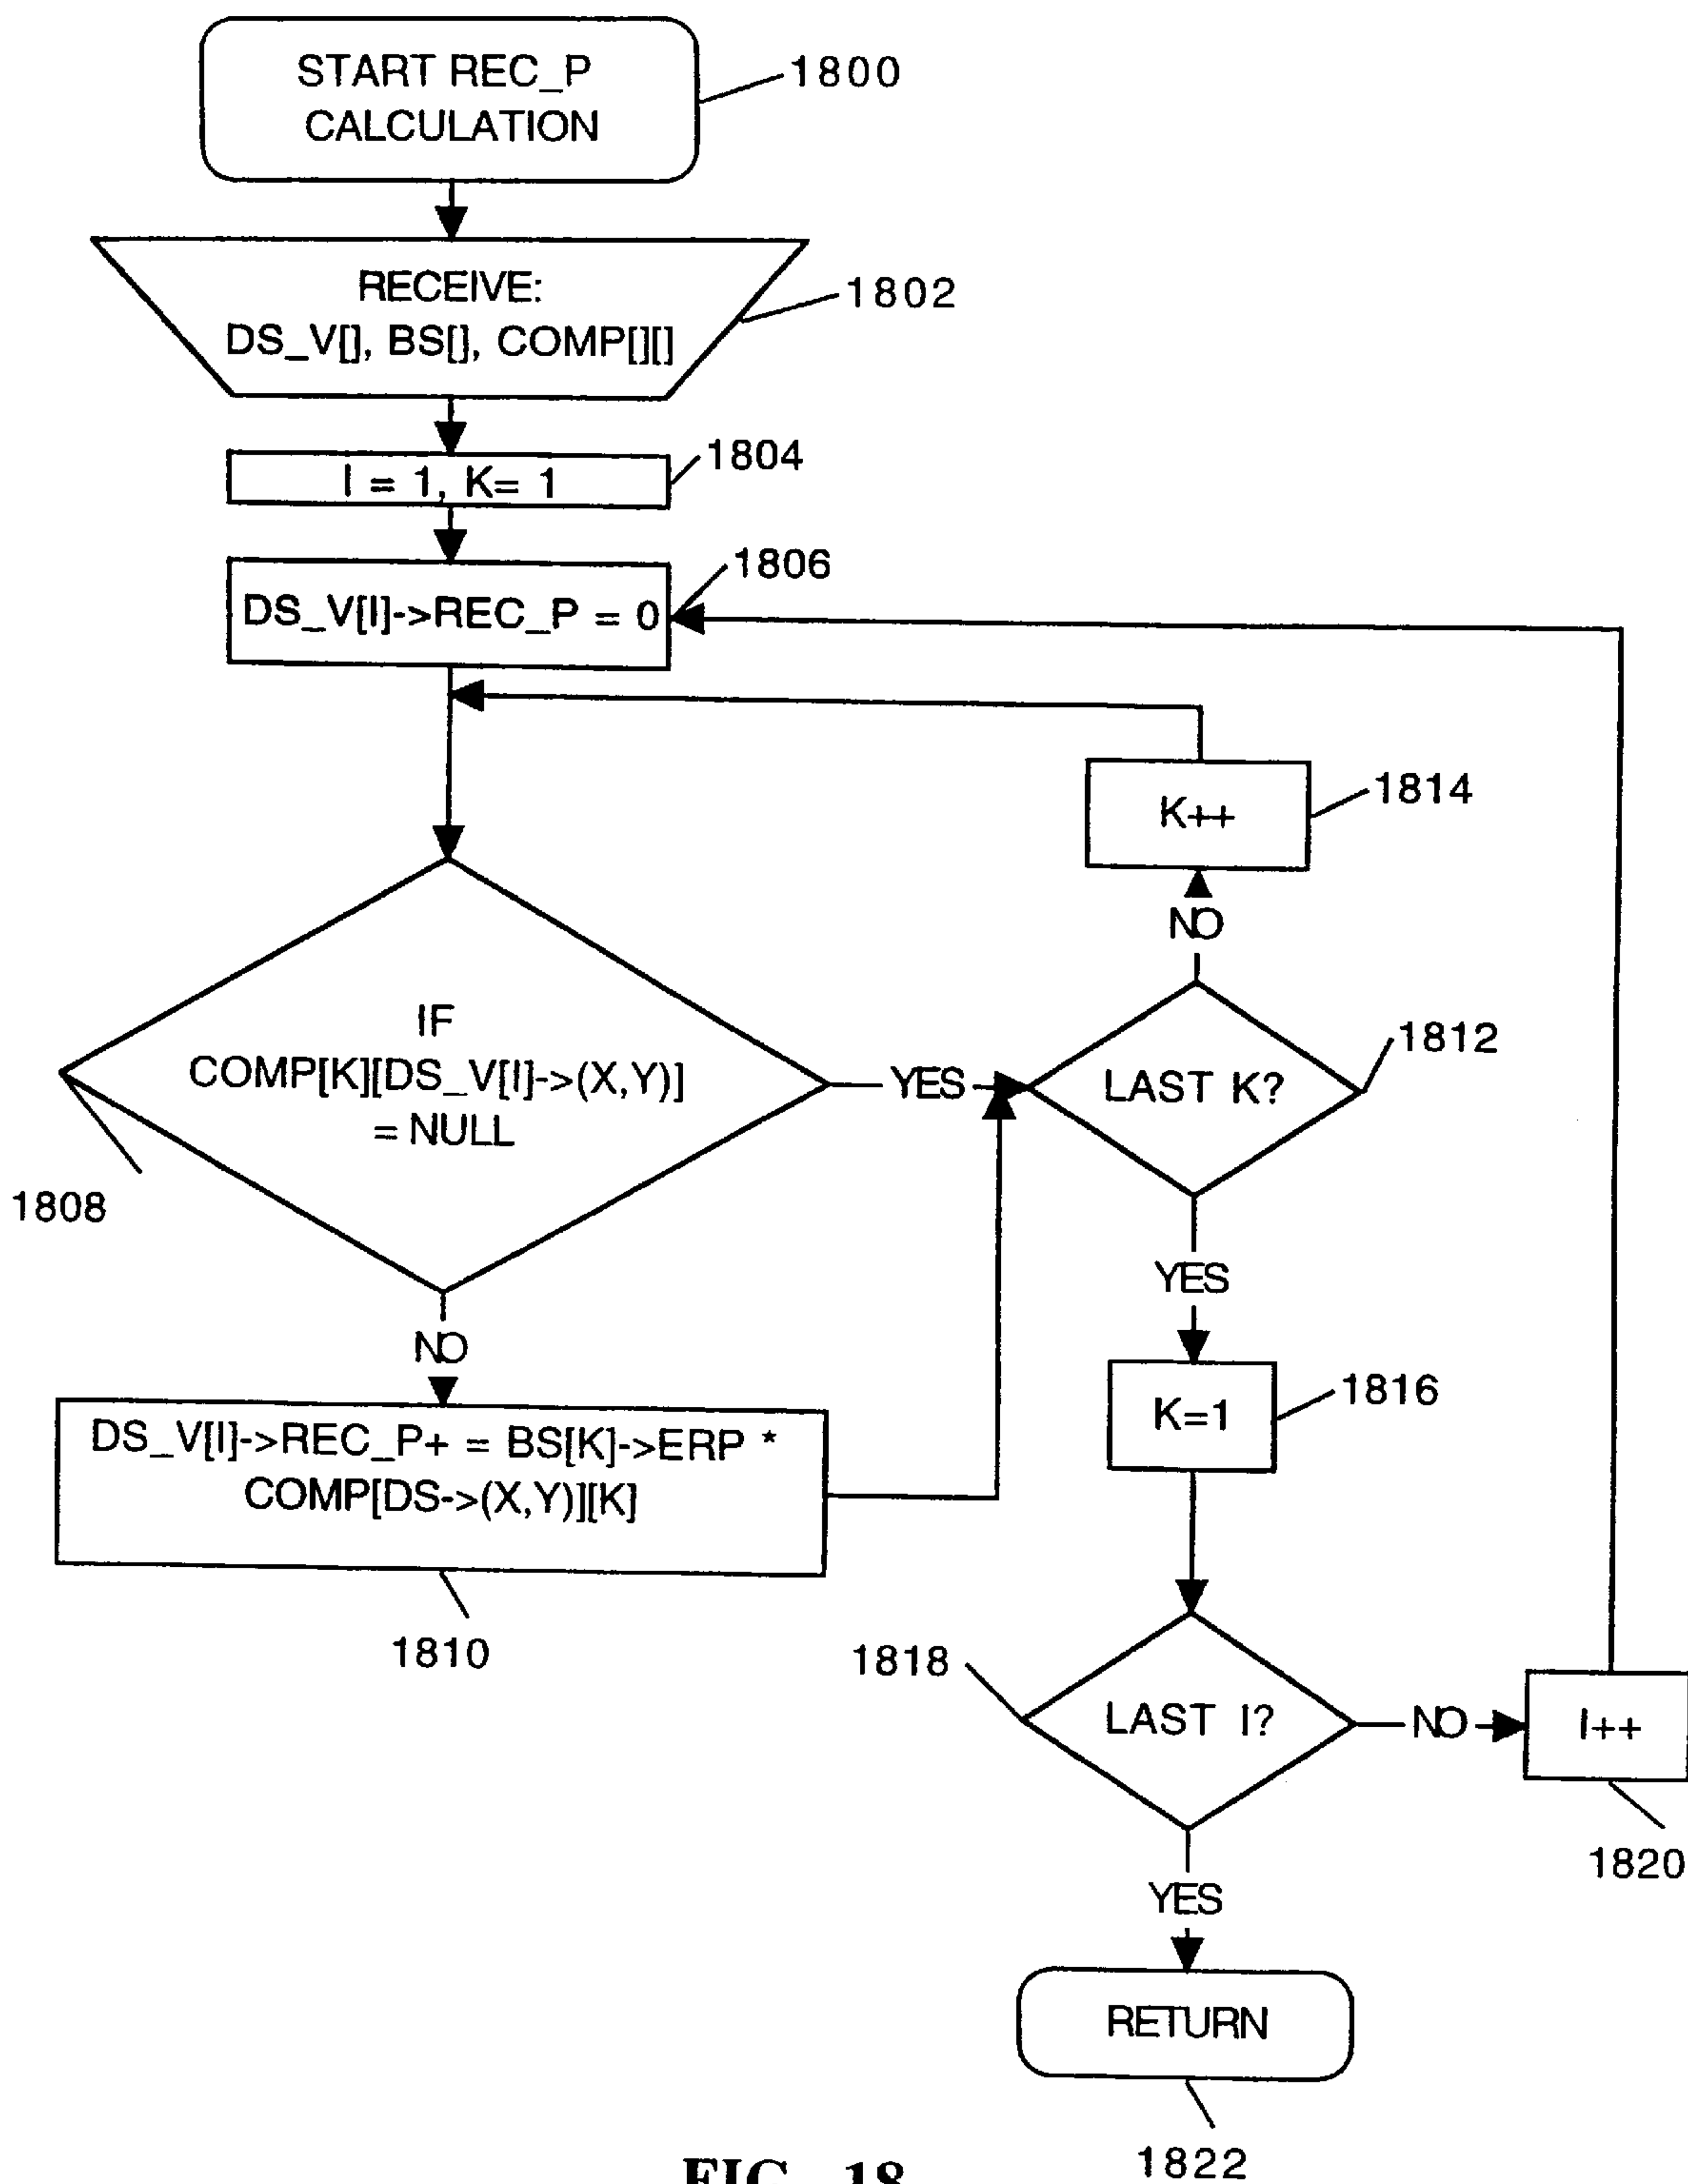 START REC_P
CALCULATION
1800
RECEIVE:
DS_V[], BS[], COMP[][]
1802
I = 1, K= 1
1804
DS_V[I]->REC_P = 0
1806
K++
1814
IF
COMP[K][DS_V[I]->(X,Y)]
= NULL
1808
YES
NO
LAST K?
1812
NO
YES
DS_V[I]->REC_P+ = BS[K]->ERP *
COMP[DS->(X,Y)][K]
1810
K=1
1816
LAST I?
1818
NO
I++
1820
YES
RETURN
1822
FIG. 18